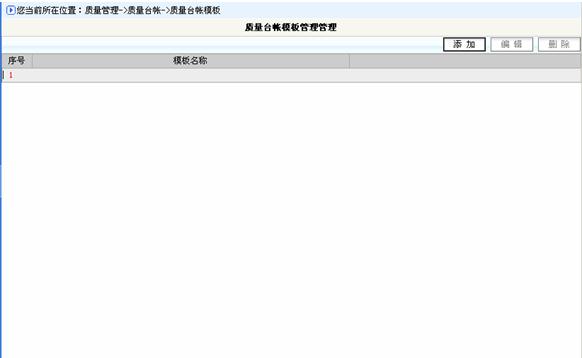 您当前所在位置：质量管理->质量台帐->质量台帐模板
质量台帐模板管理管理
添 加 编 辑 删 除
序号 模板名称
1